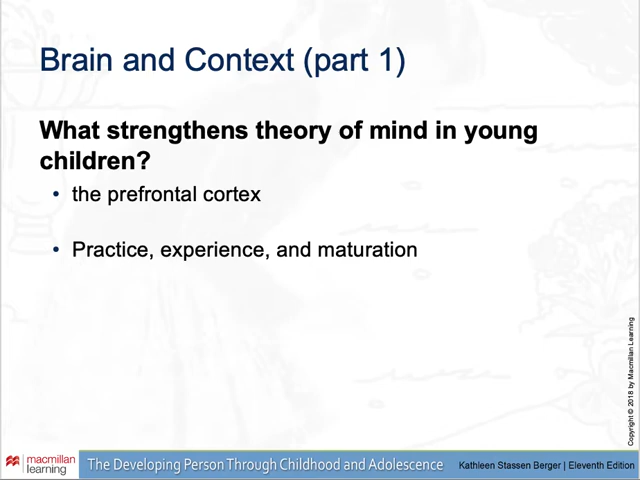 Brain and Context (part 1)
What strengthens theory of mind in young
children?
• the prefrontal cortex
• Practice, experience, and maturation
Copyright © 2018 by Macmillan Learning
macmillan
learning
The Developing Person Through Childhood and Adolescence
Kathleen Stassen Berger | Eleventh Edition